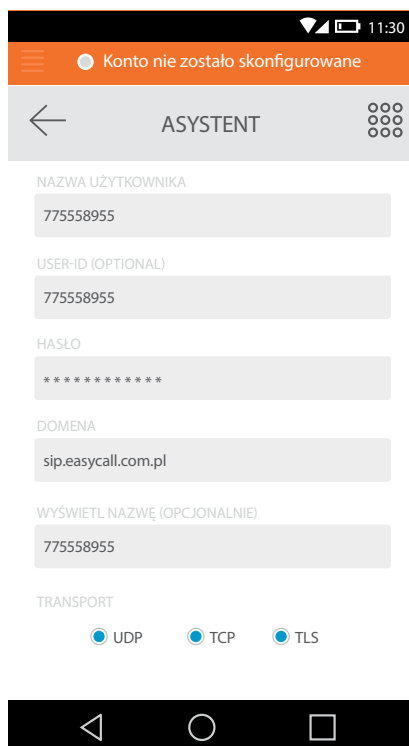 11:30
Konto nie zostało skonfigurowane
ASYSTENT
NAZWA UŻYTKOWNIKA
775558955
USER-ID (OPTIONAL)
775558955
HASŁO
* * * * * * * * * * * *
DOMENA
sip.easycall.com.pl
WYŚWIETL NAZWĘ (OPCJONALNIE)
775558955
TRANSPORT
UDP TCP TLS